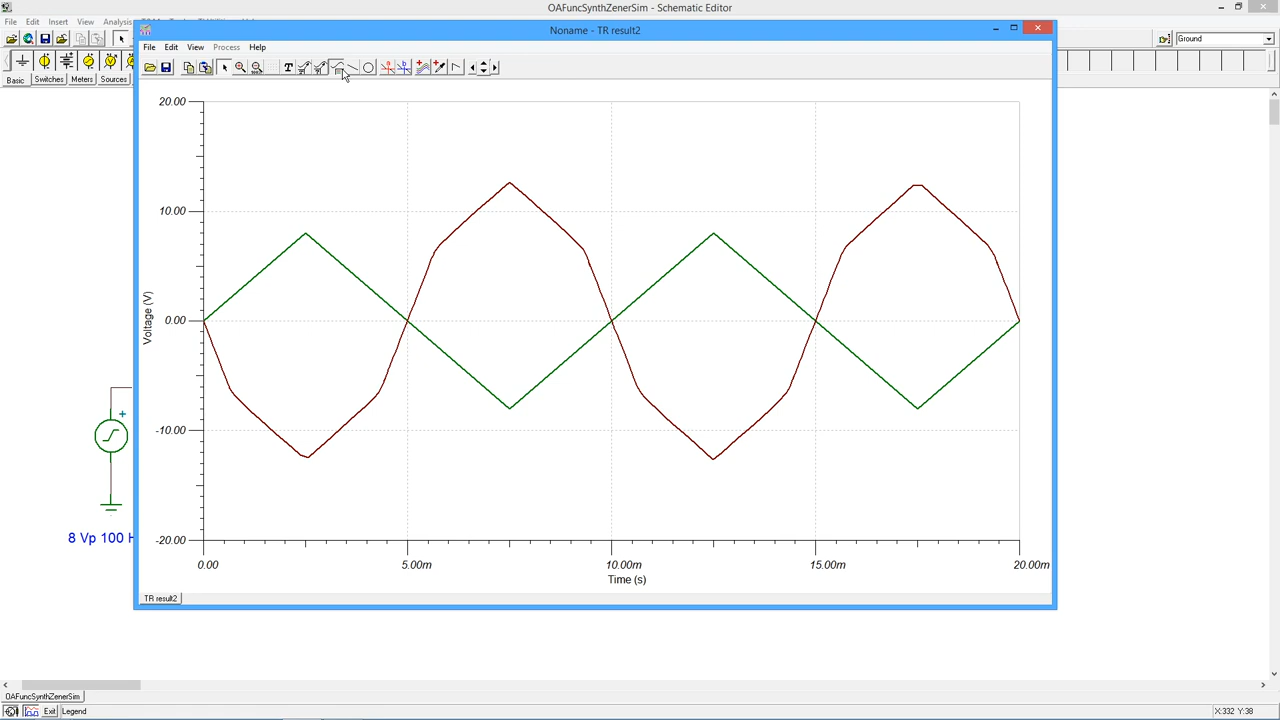 OAFuncSynthZenerSim - Schematic Editor
File Edit Insert View Analysis
Noname - TR result2
File Edit View Process Help
Ground
T
Basic Switches Meters Sources
20.00
10.00
0.00
-10.00
-20.00
Voltage (V)
0.00 5.00m 10.00m 15.00m 20.00m
Time (s)
8 Vp 100 H
TR result2
OAFuncSynthZenerSim
Exit Legend X:332 Y:38